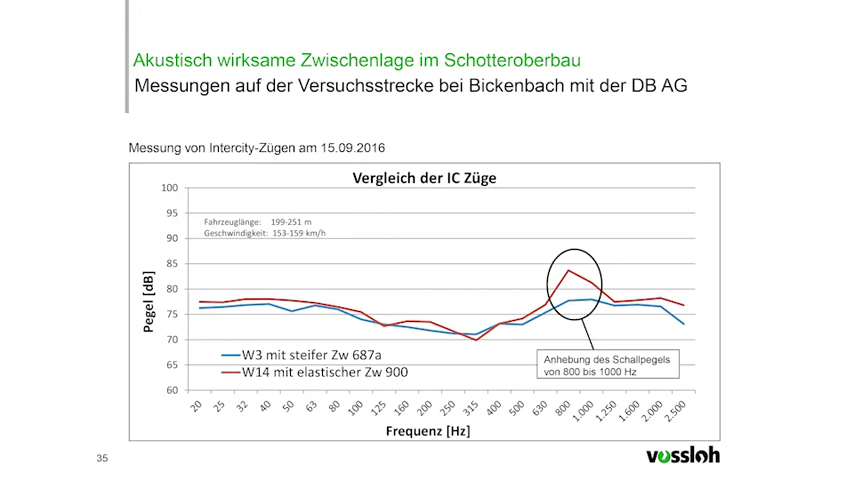 Akustisch wirksame Zwischenlage im Schotteroberbau
Messungen auf der Versuchsstrecke bei Bickenbach mit der DB AG
Messung von Intercity-Zügen am 15.09.2016
Vergleich der IC Züge
100
95
90
85
80
75
70
65
60
Pegel [dB]
Fahrzeuglänge: 199-251 m
Geschwindigkeit: 153-159 km/h
W3 mit steifer Zw 687a
W14 mit elastischer Zw 900
Anhebung des Schallpegels
von 800 bis 1000 Hz
20 25 32 40 50 63 80 100 125 160 200 250 315 400 500 630 800 1.000 1.250 1.600 2.000 2.500
Frequenz [Hz]
35
vossloh